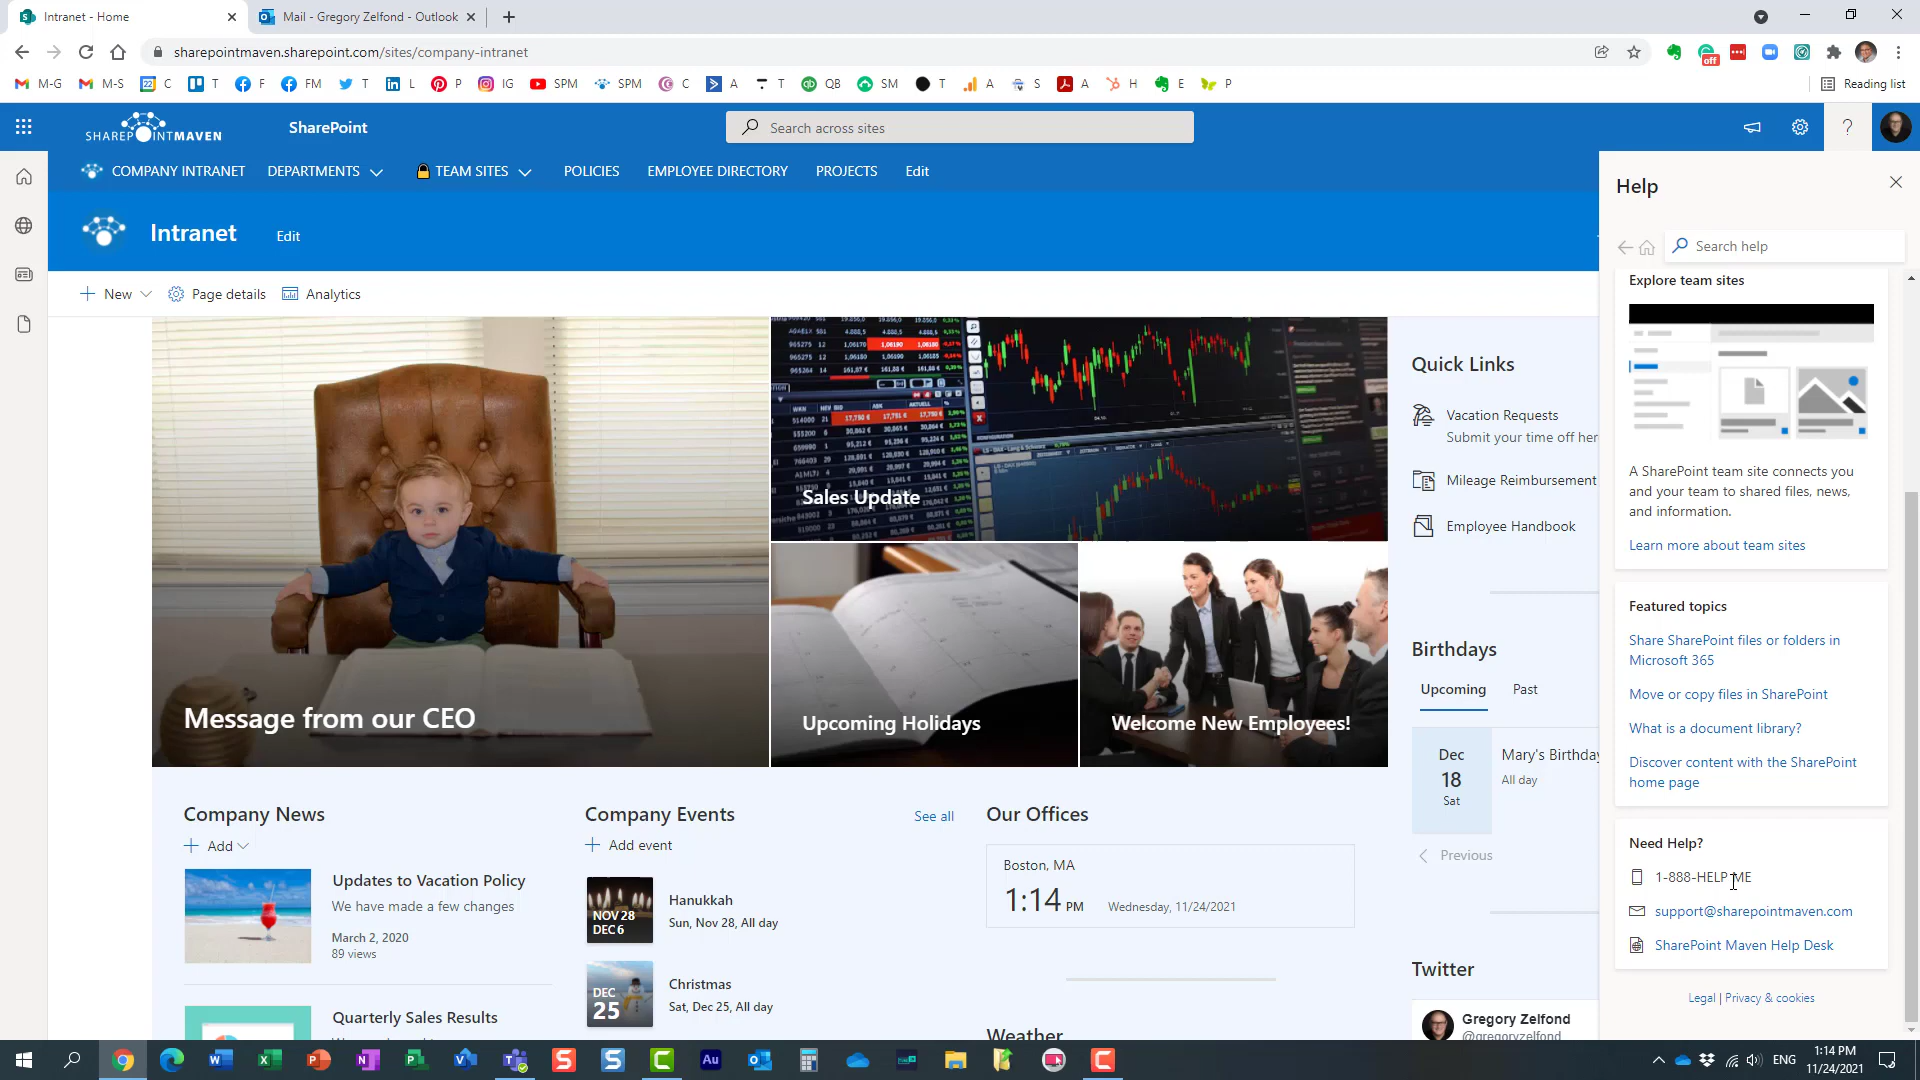 Intranet - Home
Mail - Gregory Zelfond - Outlook
sharepointmaven.sharepoint.com/sites/company-intranet
off
M-G
M-S
22
C
T
F
FM
T
L
P
IG
SPM
SPM
C
A
T
QB
SM
T
A
S
A
H
E
P
Reading list
SHAREPOINTMAVEN
SharePoint
Search across sites
?
COMPANY INTRANET
DEPARTMENTS
TEAM SITES
POLICIES
EMPLOYEE DIRECTORY
PROJECTS
Edit
Intranet
Edit
New
Page details
Analytics
Message from our CEO
Sales Update
Upcoming Holidays
Welcome New Employees!
Quick Links
Vacation Requests
Submit your time off her
Mileage Reimbursement
Employee Handbook
Birthdays
Upcoming
Past
Dec
18
Sat
Mary's Birthday
All day
Previous
Twitter
Gregory Zelfond
@gregoryzelfond
Company News
Add
Updates to Vacation Policy
We have made a few changes
March 2, 2020
89 views
Quarterly Sales Results
Company Events
See all
Add event
NOV 28
DEC 6
Hanukkah
Sun, Nov 28, All day
DEC
25
Christmas
Sat, Dec 25, All day
Our Offices
Boston, MA
1:14 PM
Wednesday, 11/24/2021
Weather
Help
Search help
Explore team sites
A SharePoint team site connects you
and your team to shared files, news,
and information.
Learn more about team sites
Featured topics
Share SharePoint files or folders in
Microsoft 365
Move or copy files in SharePoint
What is a document library?
Discover content with the SharePoint
home page
Need Help?
1-888-HELP ME
support@sharepointmaven.com
SharePoint Maven Help Desk
Legal | Privacy & cookies
ENG
1:14 PM
11/24/2021